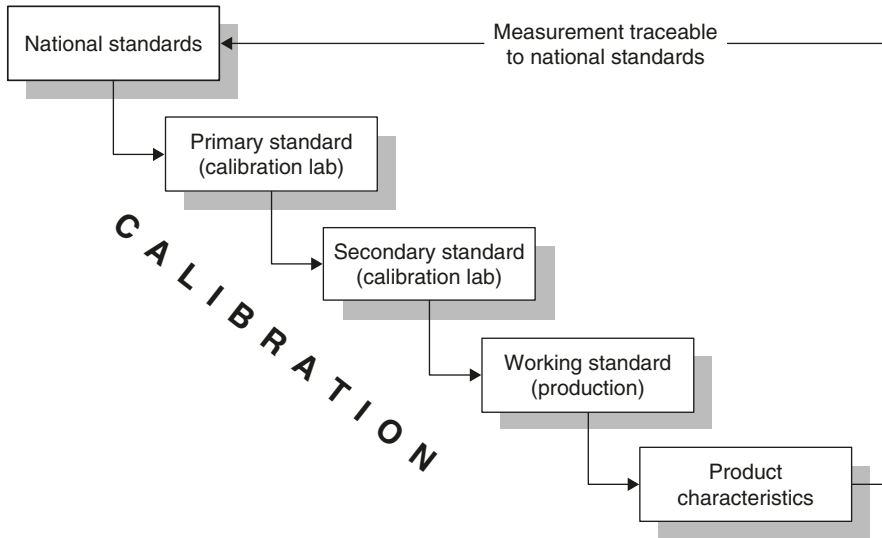 National standards
Measurement traceable
to national standards
Primary standard
(calibration lab)
Secondary standard
(calibration lab)
CALIBRATION
Working standard
(production)
Product
characteristics